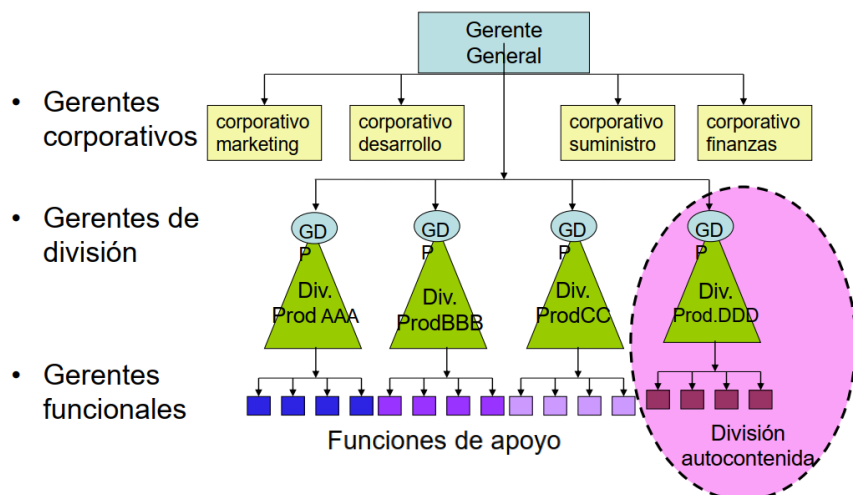 Gerente
General
• Gerentes
corporativos
corporativo
marketing
corporativo
desarrollo
corporativo
suministro
corporativo
finanzas
• Gerentes de
división
GD
P
Div.
Prod AAA
GD
P
Div.
ProdBBB
GD
P
Div.
ProdCC
GD
P
Div.
Prod.DDD
• Gerentes
funcionales
Funciones de apoyo
División
autocontenida